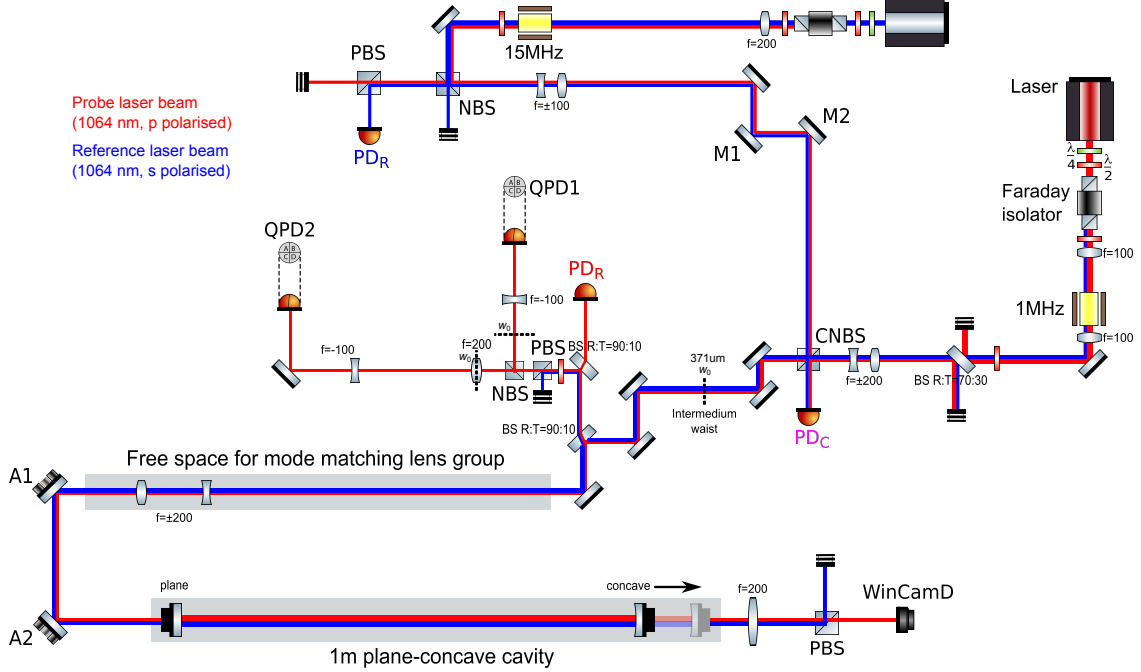 PBS
15MHz
f=200
Laser
NBS
f=±100
Probe laser beam
(1064 nm, p polarised)
Reference laser beam
(1064 nm, s polarised)
PDR
M1
M2
λ
4
λ
2
Faraday
isolator
f=100
1MHz
f=100
A B
C D
QPD1
QPD2
A B
C D
PDR
f=-100
w0
f=-100
f=200
w0
PBS
NBS
BS R:T=90:10
371um
w0
Intermedium
waist
CNBS
f=±200
BS R:T=70:30
PDC
BS R:T=90:10
Free space for mode matching lens group
A1
f=±200
plane
concave
f=200
WinCamD
A2
PBS
1m plane-concave cavity